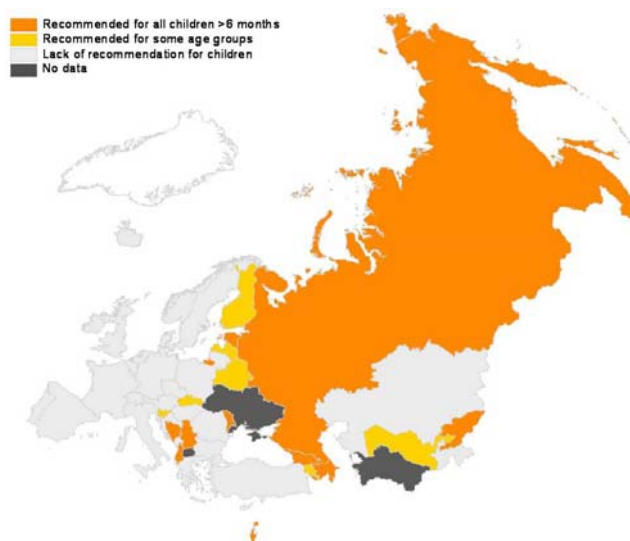 Recommended for all children >6 months
Recommended for some age groups
Lack of recommendation for children
No data